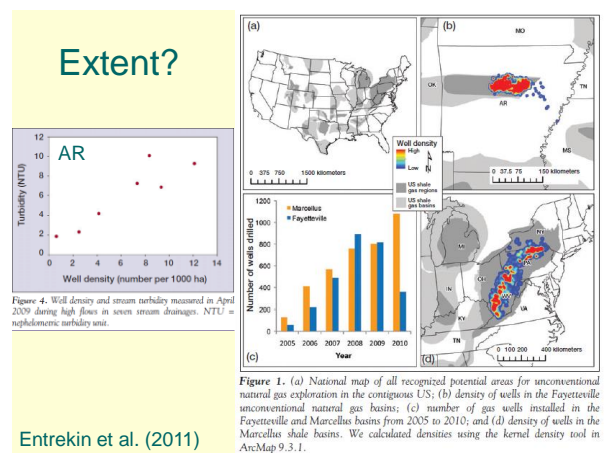 Extent?
AR
Turbidity (NTU)
12
10
8
6
4
2
0
0 2 4 6 8 10 12 14
Well density (number per 1000 ha)
Figure 4. Well density and stream turbidity measured in April
2009 during high flows in seven stream drainages. NTU =
nephelometric turbidity unit.
Entrekin et al. (2011)
(a)
0 375 750 1500 kilometers
(b)
MO
OK
AR
TN
MS
0 37.5 75 150 kilometers
Well density
High
Low
N
US shale
gas regions
US shale
gas basins
Number of wells drilled
1200
1000
800
600
400
200
0
Marcellus
Fayetteville
2005 2006 2007 2008 2009 2010
Year
(c)
MI
NY
PA
OH
IN
WV
KY
VA
TN
0 100 200 400 kilometers
(d)
Figure 1. (a) National map of all recognized potential areas for unconventional
natural gas exploration in the contiguous US; (b) density of wells in the Fayetteville
unconventional natural gas basins; (c) number of gas wells installed in the
Fayetteville and Marcellus basins from 2005 to 2010; and (d) density of wells in the
Marcellus shale basins. We calculated densities using the kernel density tool in
ArcMap 9.3.1.